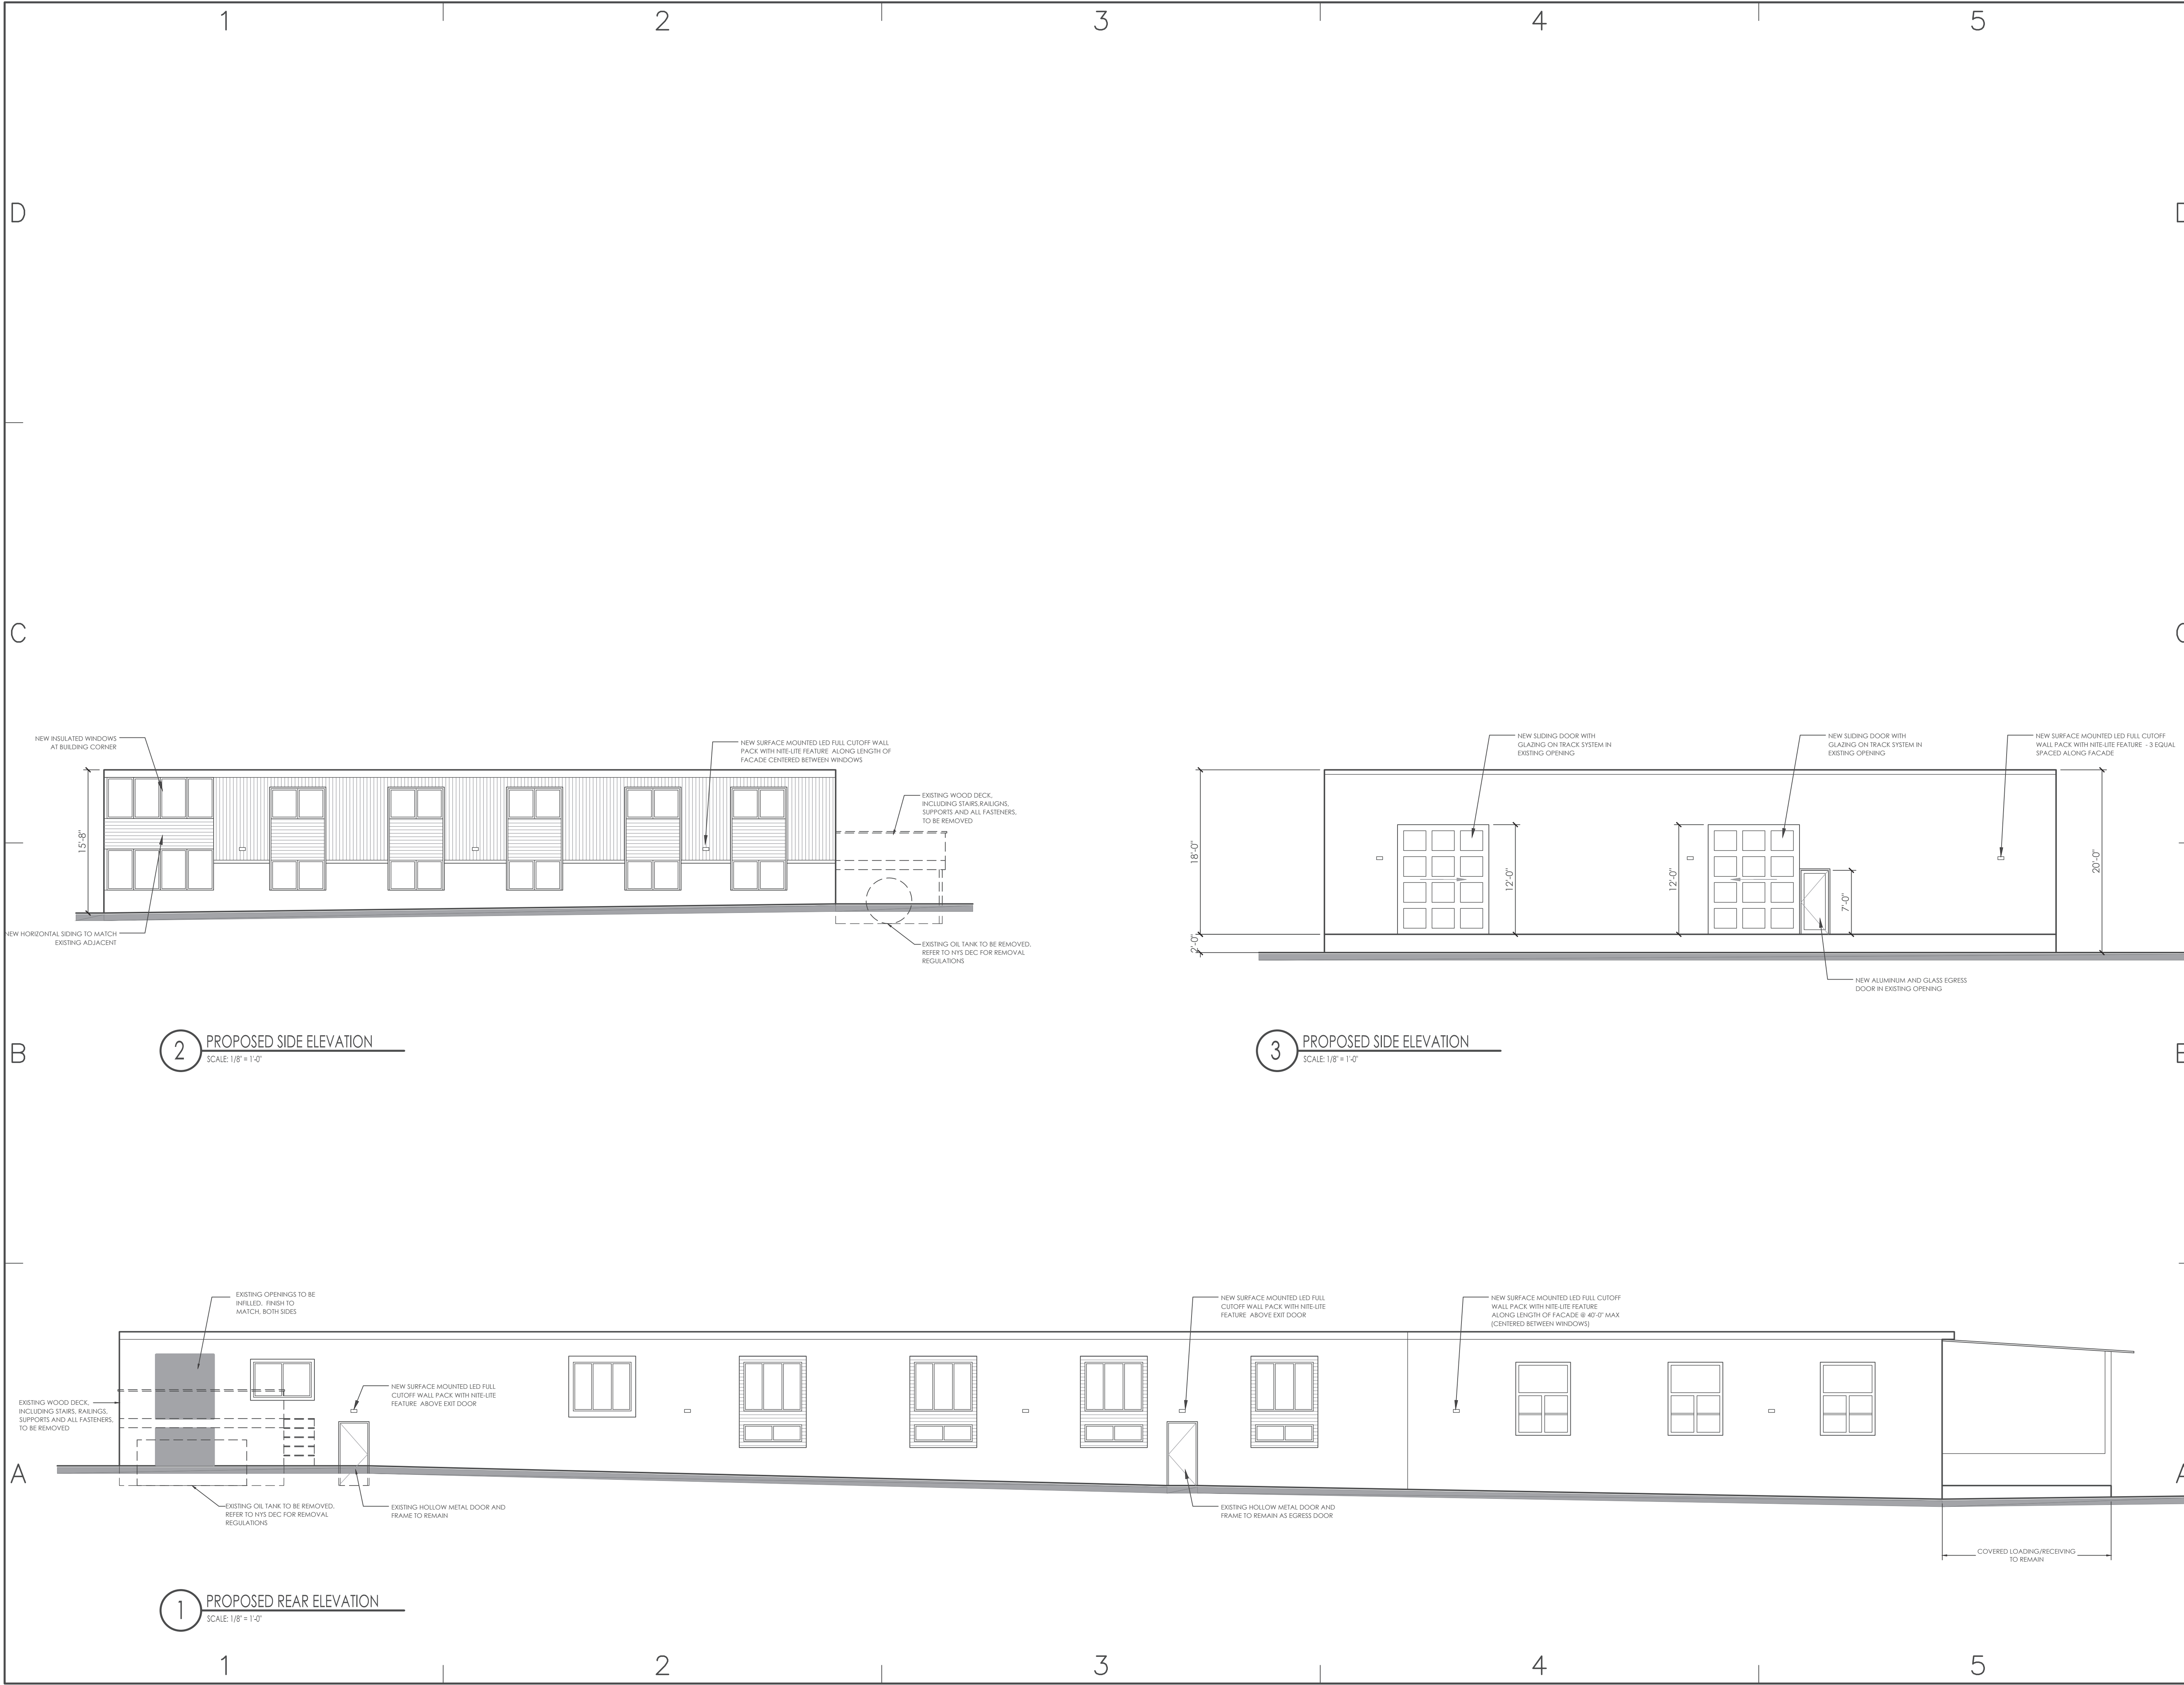 1 2 3 4 5
D
C
NEW INSULATED WINDOWS
AT BUILDING CORNER
NEW SURFACE MOUNTED LED FULL CUTOFF WALL
PACK WITH NITE-LITE FEATURE ALONG LENGTH OF
FACADE CENTERED BETWEEN WINDOWS
EXISTING WOOD DECK,
INCLUDING STAIRS,RAILIGNS,
SUPPORTS AND ALL FASTENERS,
TO BE REMOVED
15'-8"
NEW HORIZONTAL SIDING TO MATCH
EXISTING ADJACENT
EXISTING OIL TANK TO BE REMOVED.
REFER TO NYS DEC FOR REMOVAL
REGULATIONS
2
PROPOSED SIDE ELEVATION
SCALE: 1/8" = 1'-0"
NEW SLIDING DOOR WITH
GLAZING ON TRACK SYSTEM IN
EXISTING OPENING
NEW SLIDING DOOR WITH
GLAZING ON TRACK SYSTEM IN
EXISTING OPENING
NEW SURFACE MOUNTED LED FULL CUTOFF
WALL PACK WITH NITE-LITE FEATURE - 3 EQUAL
SPACED ALONG FACADE
18'-0"
2'-0"
12'-0"
12'-0"
7'-0"
20'-0"
NEW ALUMINUM AND GLASS EGRESS
DOOR IN EXISTING OPENING
3
PROPOSED SIDE ELEVATION
SCALE: 1/8" = 1'-0"
B
EXISTING OPENINGS TO BE
INFILLED, FINISH TO
MATCH, BOTH SIDES
NEW SURFACE MOUNTED LED FULL
CUTOFF WALL PACK WITH NITE-LITE
FEATURE ABOVE EXIT DOOR
NEW SURFACE MOUNTED LED FULL CUTOFF
WALL PACK WITH NITE-LITE FEATURE
ALONG LENGTH OF FACADE @ 40'-0" MAX
(CENTERED BETWEEN WINDOWS)
EXISTING WOOD DECK,
INCLUDING STAIRS, RAILINGS,
SUPPORTS AND ALL FASTENERS,
TO BE REMOVED
NEW SURFACE MOUNTED LED FULL
CUTOFF WALL PACK WITH NITE-LITE
FEATURE ABOVE EXIT DOOR
A
EXISTING OIL TANK TO BE REMOVED.
REFER TO NYS DEC FOR REMOVAL
REGULATIONS
EXISTING HOLLOW METAL DOOR AND
FRAME TO REMAIN
EXISTING HOLLOW METAL DOOR AND
FRAME TO REMAIN AS EGRESS DOOR
COVERED LOADING/RECEIVING
TO REMAIN
1
PROPOSED REAR ELEVATION
SCALE: 1/8" = 1'-0"
1 2 3 4 5